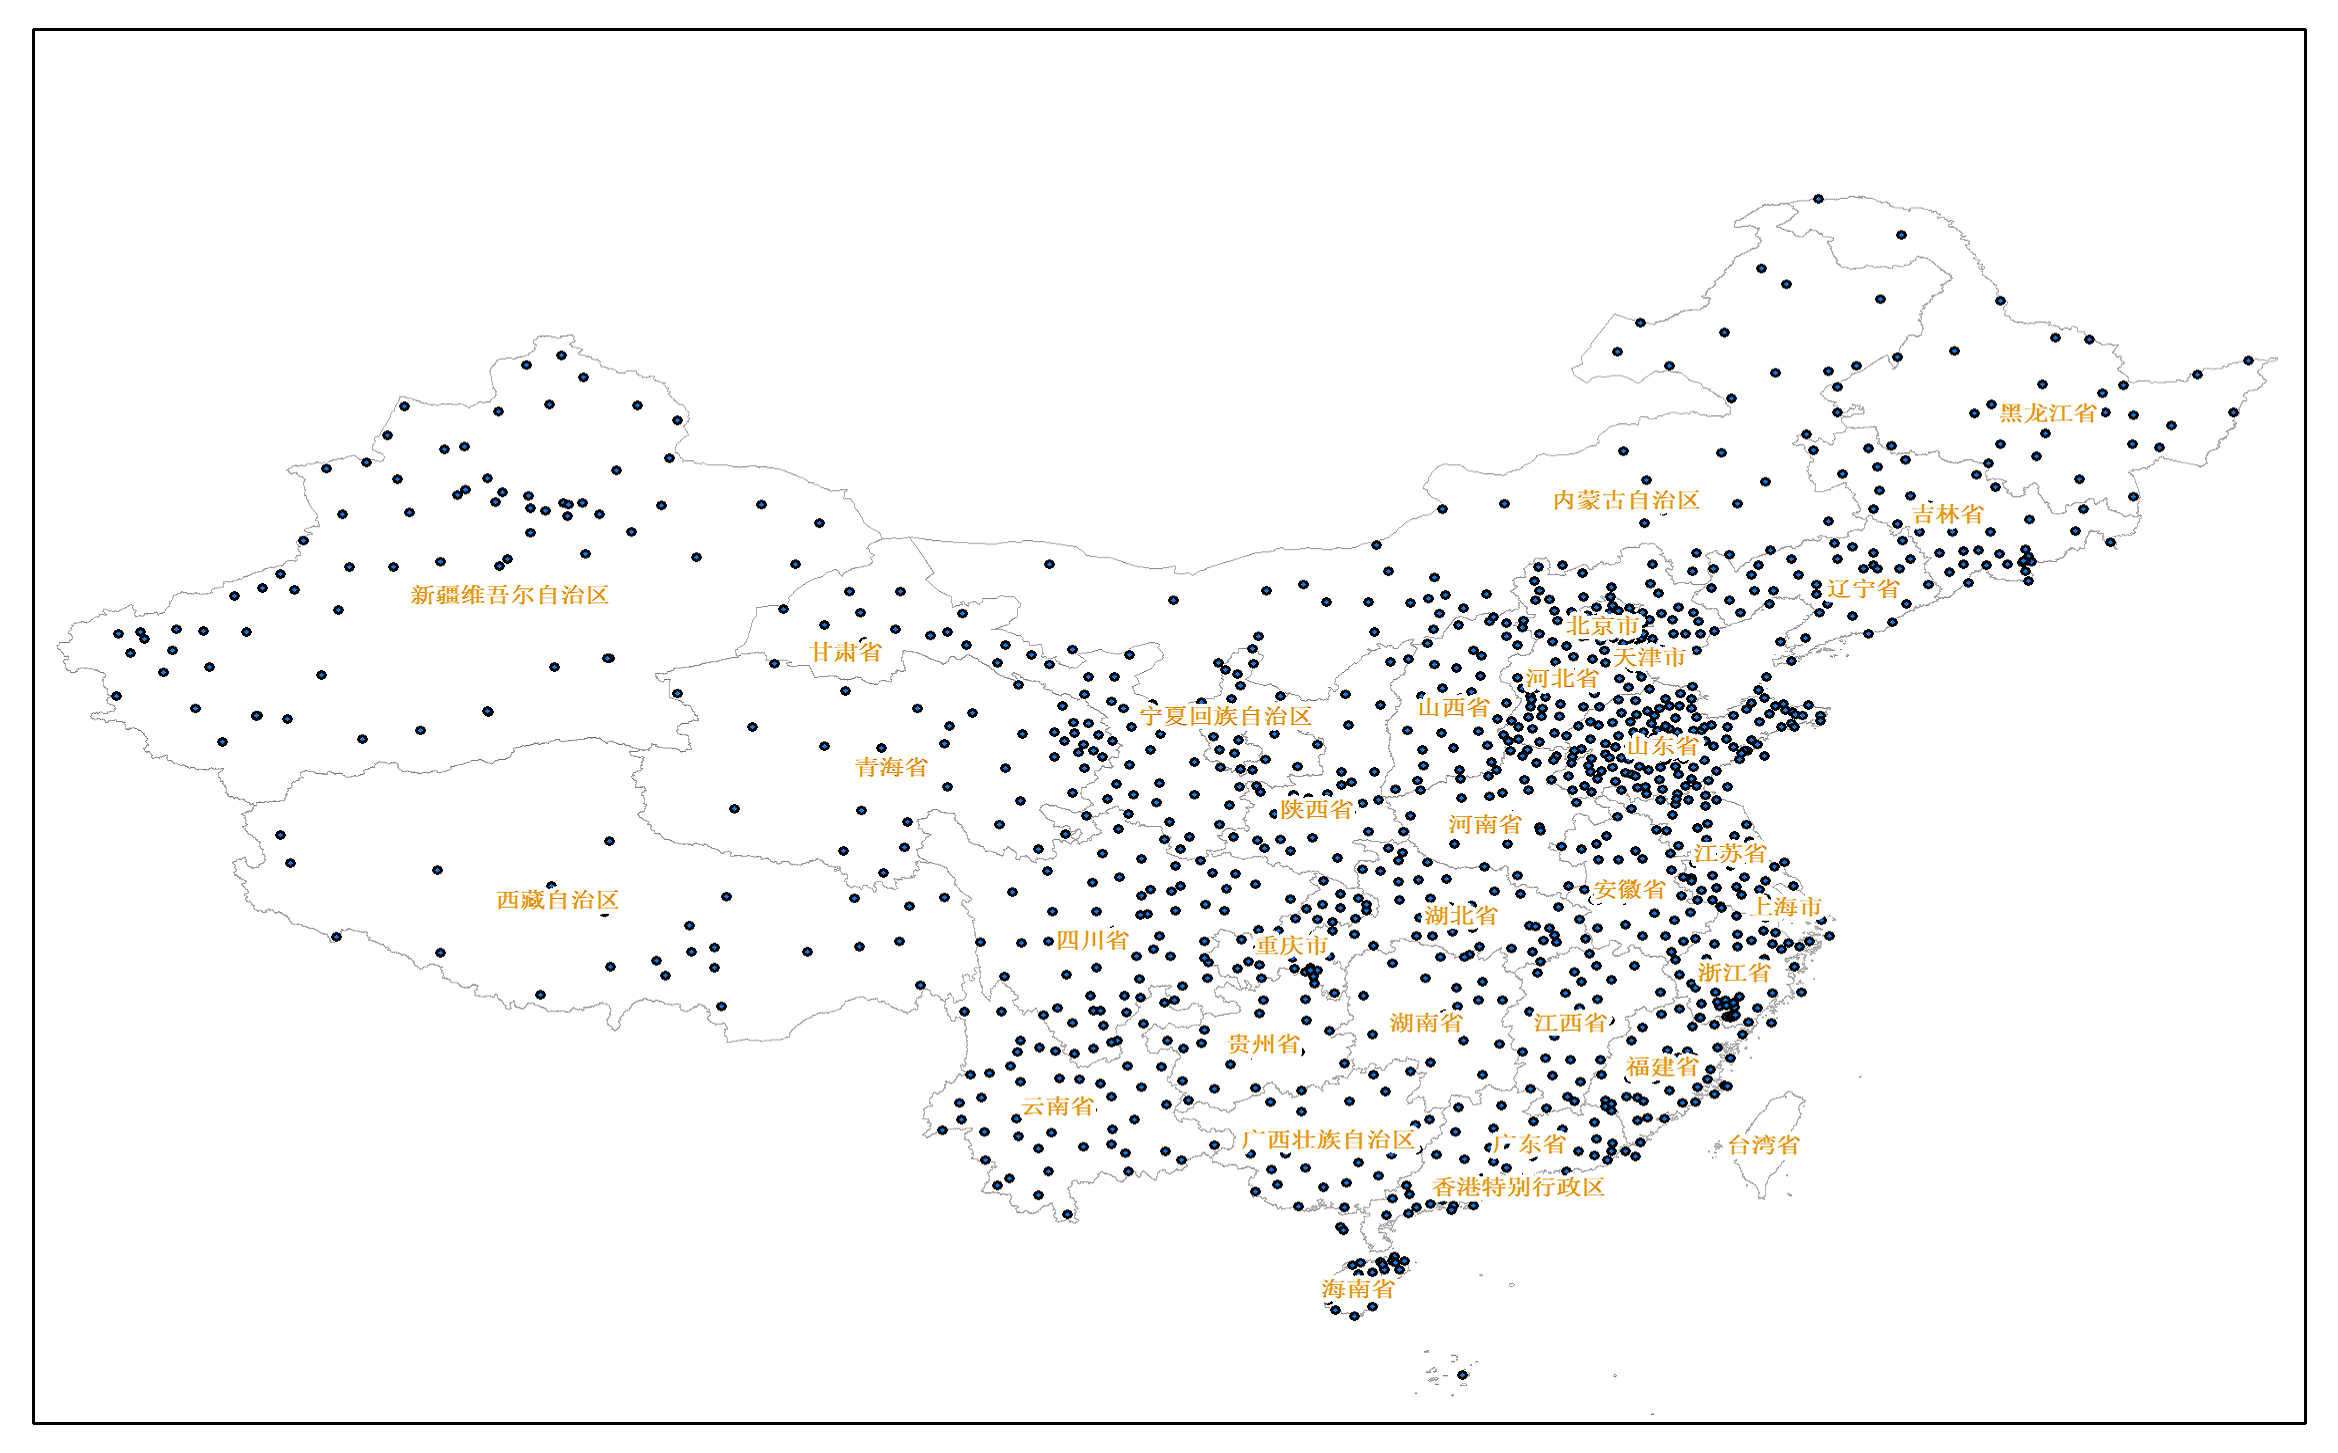 黑龙江省
内蒙古自治区
吉林省
新疆维吾尔自治区
辽宁省
北京市
甘肃省
天津市
河北省
山西省
宁夏回族自治区
山东省
青海省
陕西省
河南省
江苏省
安徽省
西藏自治区
上海市
湖北省
四川省
重庆市
浙江省
湖南省
江西省
贵州省
福建省
云南省
广西壮族自治区
广东省
台湾省
香港特别行政区
海南省